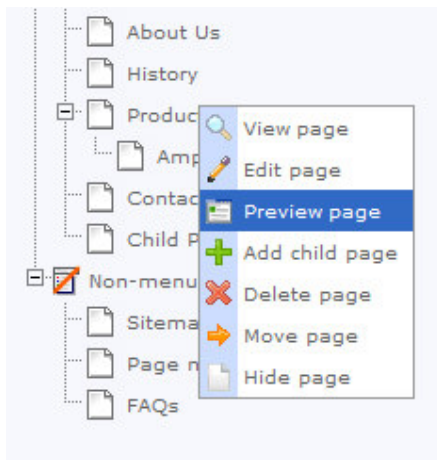 About Us
History
Produc
View page
Amp
Edit page
Contac
Preview page
Child P
Add child page
Non-menu
Delete page
Sitema
Move page
Page n
Hide page
FAQs